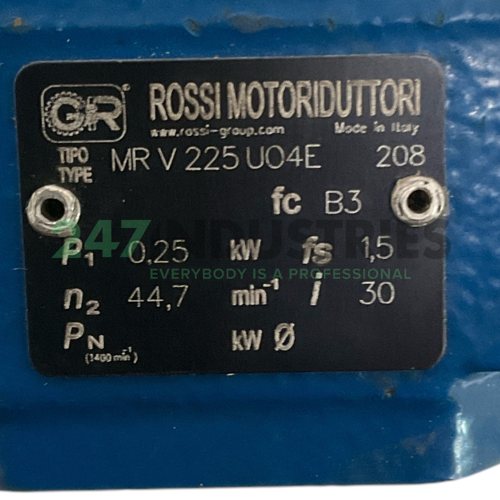 GR ROSSI MOTORIDUTTORI
www.rossi-group.com Made in Italy
TIPO
TYPE MR V 225 UO4E 208
fc B3
247 INDUSTRIES
P1 0,25 kW fs 1,5
EVERYBODY IS A PROFESSIONAL
n2 44,7 min-1 i 30
PN kW Ø
(1400 min-1)